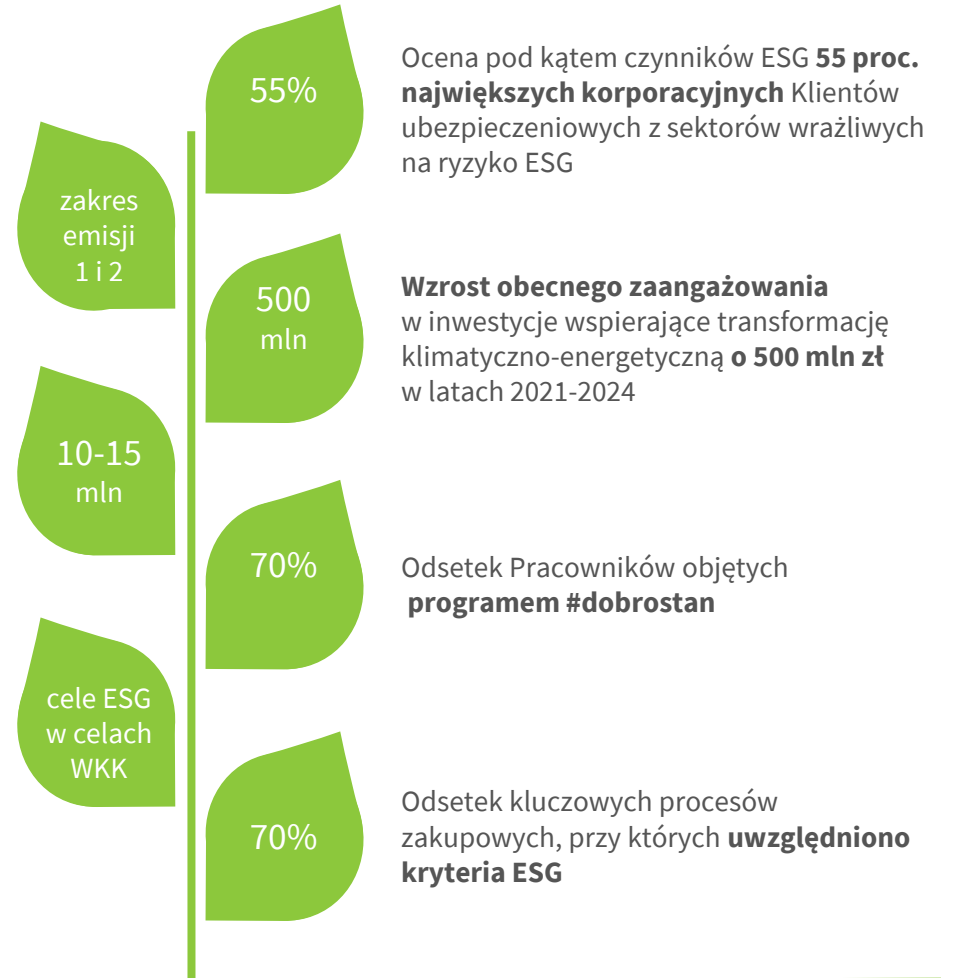 55%
Ocena pod kątem czynników ESG 55 proc.
największych korporacyjnych Klientów
ubezpieczeniowych z sektorów wrażliwych
na ryzyko ESG
zakres
emisji
1 i 2
500
mln
Wzrost obecnego zaangażowania
w inwestycje wspierające transformację
klimatyczno-energetyczną o 500 mln zł
w latach 2021-2024
10-15
mln
70%
Odsetek Pracowników objętych
programem #dobrostan
cele ESG
w celach
WKK
70%
Odsetek kluczowych procesów
zakupowych, przy których uwzględniono
kryteria ESG